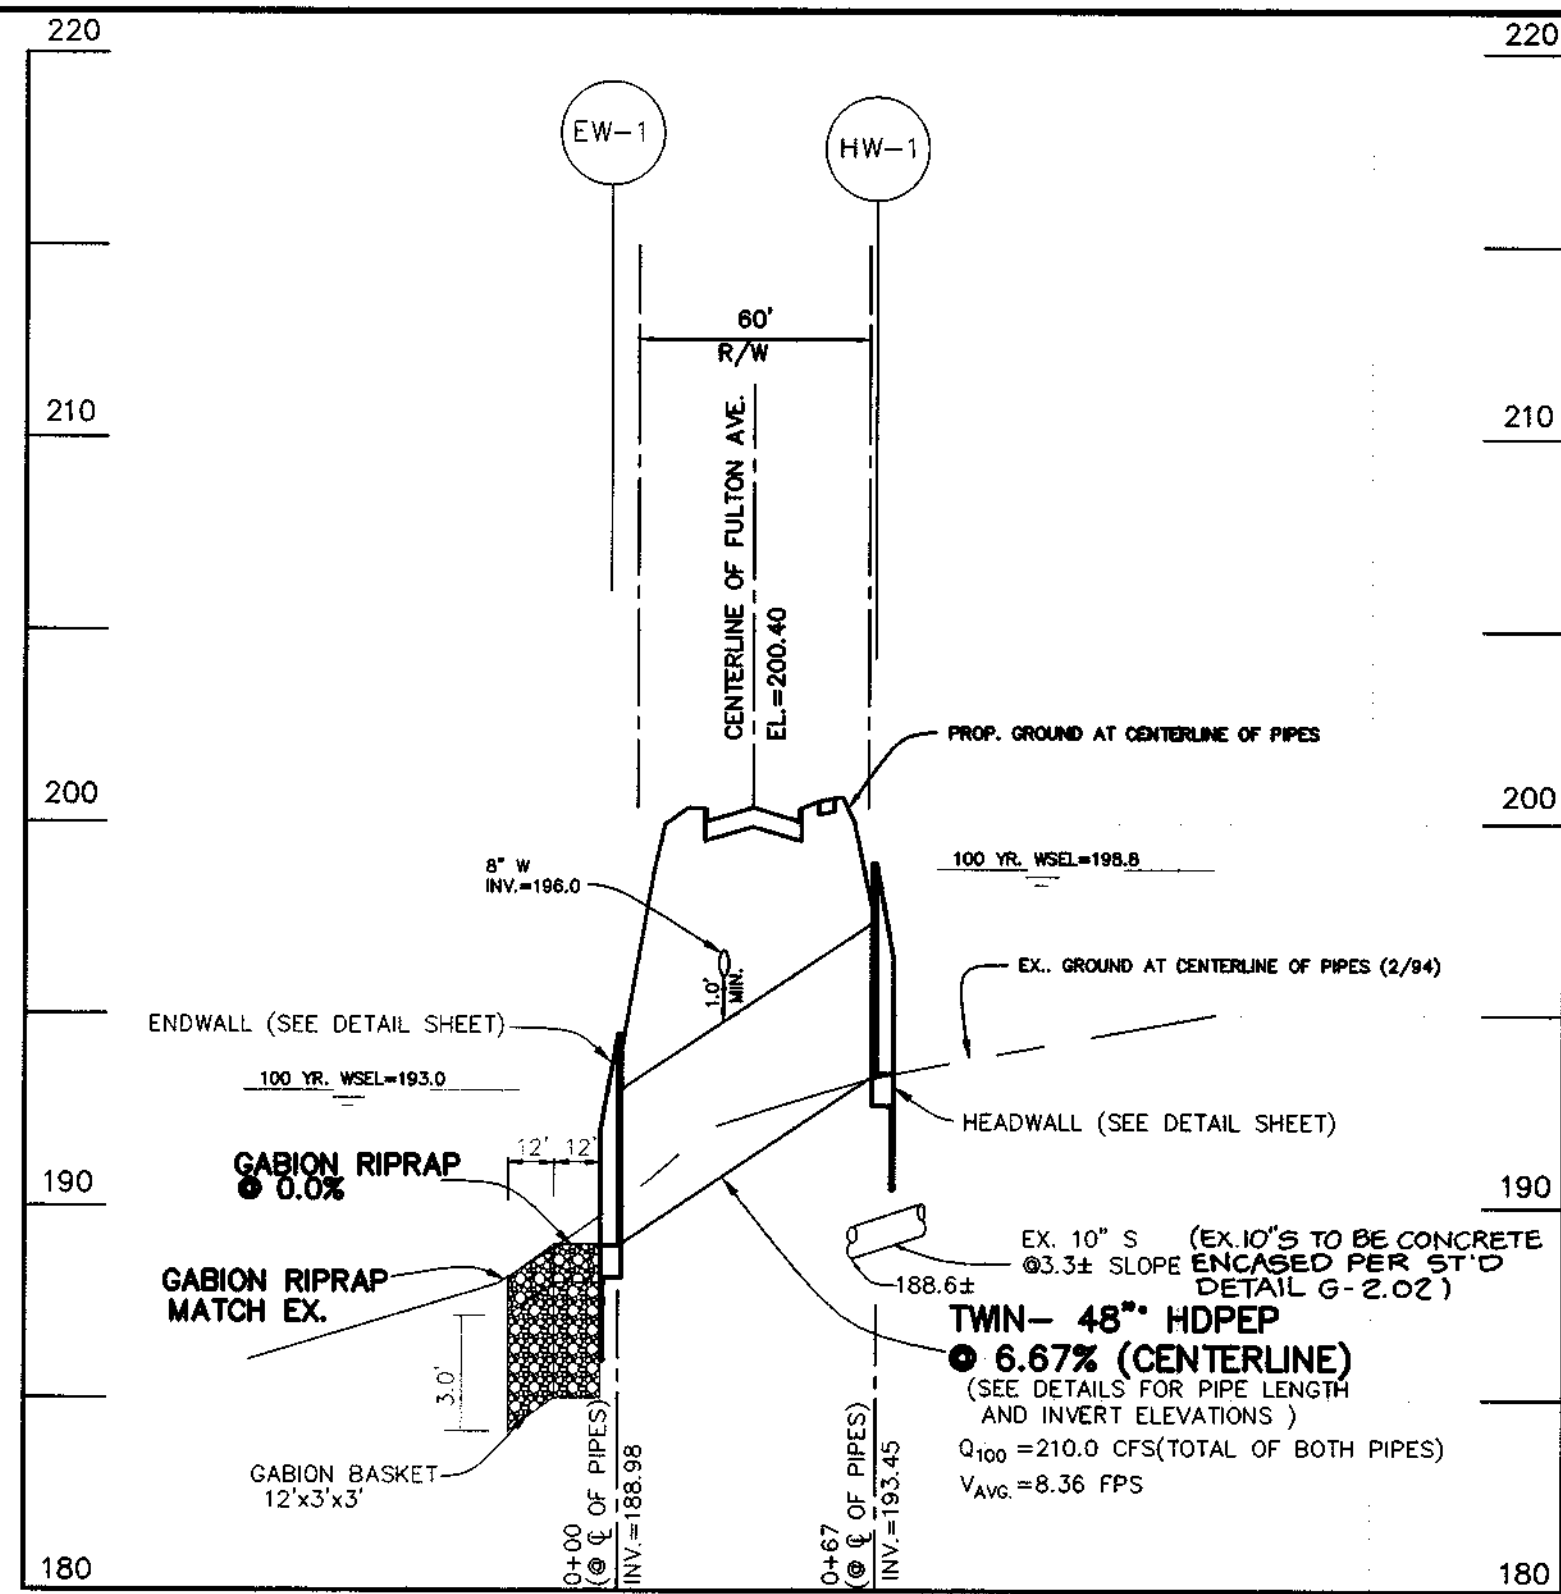 220
220
EW-1
HW-1
60'
R/W
CENTERLINE OF FULTON AVE.
EL.=200.40
210
210
PROP. GROUND AT CENTERLINE OF PIPES
200
200
8" W
INV.=196.0
100 YR. WSEL=198.8
1.0'
MIN.
EX.. GROUND AT CENTERLINE OF PIPES (2/94)
ENDWALL (SEE DETAIL SHEET)
100 YR. WSEL=193.0
HEADWALL (SEE DETAIL SHEET)
12'
12'
GABION RIPRAP
@ 0.0%
190
190
EX. 10" S
@3.3± SLOPE
(EX.10"S TO BE CONCRETE
ENCASED PER ST'D
DETAIL G-2.02)
188.6±
GABION RIPRAP
MATCH EX.
TWIN- 48" HDPEP
@ 6.67% (CENTERLINE)
(SEE DETAILS FOR PIPE LENGTH
AND INVERT ELEVATIONS )
3.0'
Q100 =210.0 CFS(TOTAL OF BOTH PIPES)
VAVG. =8.36 FPS
GABION BASKET
12'x3'x3'
0+00
(@ ℄ OF PIPES)
INV.=188.98
0+67
(@ ℄ OF PIPES)
INV.=193.45
180
180